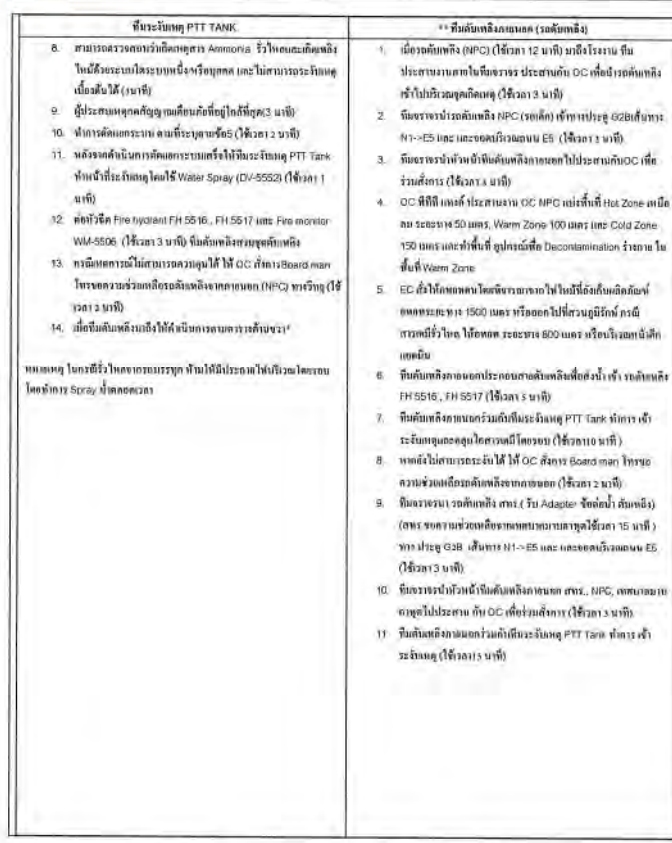 ทีมระงับเหตุ PTT TANK
8. สามารถตรวจสอบว่าเกิดเหตุสาร Ammonia รั่วไหลและเกิดเพลิง
ไหม้ด้วยระบบใดระบบหนึ่ง หรือบุคคล และไม่สามารถระงับเหตุ
เบื้องต้นได้ (1นาที)
9. ผู้ประสบเหตุกดสัญญาณเตือนภัยที่อยู่ใกล้ที่สุด(3 นาที)
10. ทำการตัดแยกระบบ ตามที่ระบุตามข้อ5 (ใช้เวลา 2 นาที)
11. หลังจากดำเนินการตัดแยกระบบเสร็จให้ทีมระงับเหตุ PTT Tank
ทำหน้าที่ระงับเหตุโดยใช้ Water Spray (DV-5552) (ใช้เวลา 1
นาที)
12. ต่อหัวฉีด Fire hydrant FH 5516 , FH 5517 และ Fire monitor
WM-5506 (ใช้เวลา 3 นาที) ทีมดับเพลิงสวมชุดดับเพลิง
13. กรณีเหตุการณ์ไม่สามารถควบคุมได้ ให้ OC สั่งการBoard man
โทรขอความช่วยเหลือรถดับเพลิงจากภายนอก (NPC) ทางวิทยุ (ใช้
เวลา 2 นาที)
14. เมื่อทีมดับเพลิงมาถึงให้ดำเนินการตามตารางด้านขวา*
หมายเหตุ ในกรณีรั่วไหลจากรถบรรทุก ห้ามให้มีประกายไฟบริเวณโดยรอบ
โดยทำการ Spray น้ำตลอดเวลา
** ทีมดับเพลิงภายนอก (รถดับเพลิง)
1. เมื่อรถดับเพลิง (NPC) (ใช้เวลา 12 นาที) มาถึงโรงงาน ทีม
ประสานงานภายในทีมจราจร ประสานกับ OC เพื่อนำรถดับเพลิง
เข้าไปบริเวณจุดเกิดเหตุ (ใช้เวลา 3 นาที)
2. ทีมจราจรนำรถดับเพลิง NPC (รถเล็ก) เข้าทางประตู G2Bเส้นทาง
N1->E5 และ และจอดบริเวณถนน E5 (ใช้เวลา 3 นาที)
3. ทีมจราจรนำหัวหน้าทีมดับเพลิงภายนอกไปประสานกับOC เพื่อ
ร่วมสั่งการ (ใช้เวลา นาที)
4. OC พีทีที แทงค์ ประสานงาน OC NPC แบ่งพื้นที่ Hot Zone เหนือ
ลม ระยะทาง 50 เมตร, Warm Zone 100 เมตร และ Cold Zone
150 เมตร และทำพื้นที่ อุปกรณ์เพื่อ Decontamination ร่างกาย ใน
พื้นที่ Warm Zone
5. EC สั่งให้อพยพคนโดยพิจารณาจากไฟไหม้ที่ถังเก็บผลิตภัณฑ์
อพยพระยะทาง 1500 เมตร หรือออกไปที่สวนภูมิรักษ์ กรณี
สารเคมีรั่วไหล ให้อพยพ ระยะทาง 800 เมตร หรือบริเวณหน้าตึก
แอดมิน
6. ทีมดับเพลิงภายนอกประกอบสายดับเพลิงเพื่อส่งน้ำ เข้า รถดับเพลิง
FH 5516 , FH 5517 (ใช้เวลา 5 นาที)
7. ทีมดับเพลิงภายนอกร่วมกับทีมระงับเหตุ PTT Tank ทำการ เข้า
ระงับเหตุและคลุมไอสารเคมีโดยรอบ (ใช้เวลา10 นาที )
8. หากยังไม่สามารถระงับได้ ให้ OC สั่งการ Board man โทรขอ
ความช่วยเหลือรถดับเพลิงจากภายนอก (ใช้เวลา 2 นาที)
9. ทีมจราจรนำ รถดับเพลิง สทร.( รับ Adapter ข้อต่อน้ำ ดับเพลิง)
(สทร ขอความช่วยเหลือจากเทศบาลมาบตาพุดใช้เวลา 15 นาที )
ทาง ประตู G2B เส้นทาง N1->E5 และ และจอดบริเวณถนน E5
(ใช้เวลา 3 นาที)
10. ทีมจราจรนำหัวหน้าทีมดับเพลิงภายนอก สทร., NPC, เทศบาลมาบ
ตาพุดไปประสาน กับ OC เพื่อร่วมสั่งการ (ใช้เวลา 3 นาที)
11. ทีมดับเพลิงภายนอกร่วมกับทีมระงับเหตุ PTT Tank ทำการ เข้า
ระงับเหตุ (ใช้เวลา15 นาที)